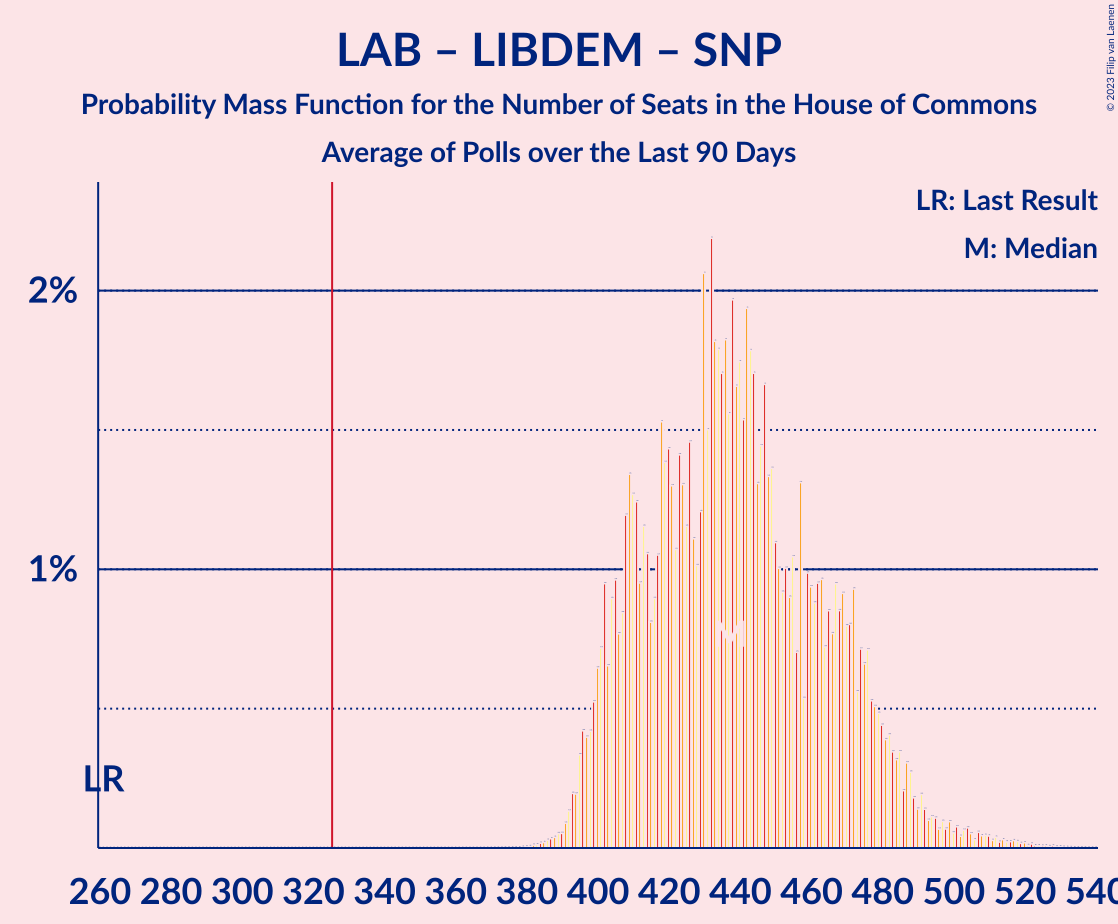 LAB – LIBDEM – SNP
Probability Mass Function for the Number of Seats in the House of Commons
Average of Polls over the Last 90 Days
© 2023 Filip van Laenen
LR: Last Result
M: Median
2%
1%
LR
260 280 300 320 340 360 380 400 420 440 460 480 500 520 540